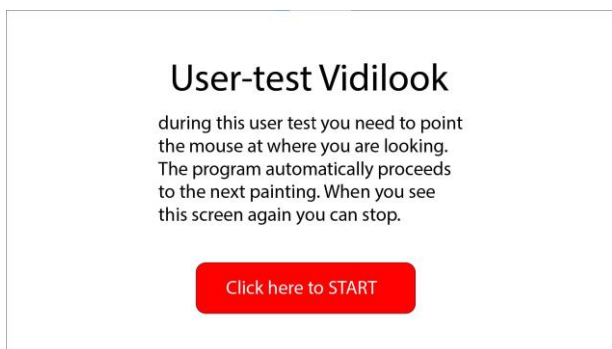 User-test Vidilook
during this user test you need to point
the mouse at where you are looking.
The program automatically proceeds
to the next painting. When you see
this screen again you can stop.
Click here to START